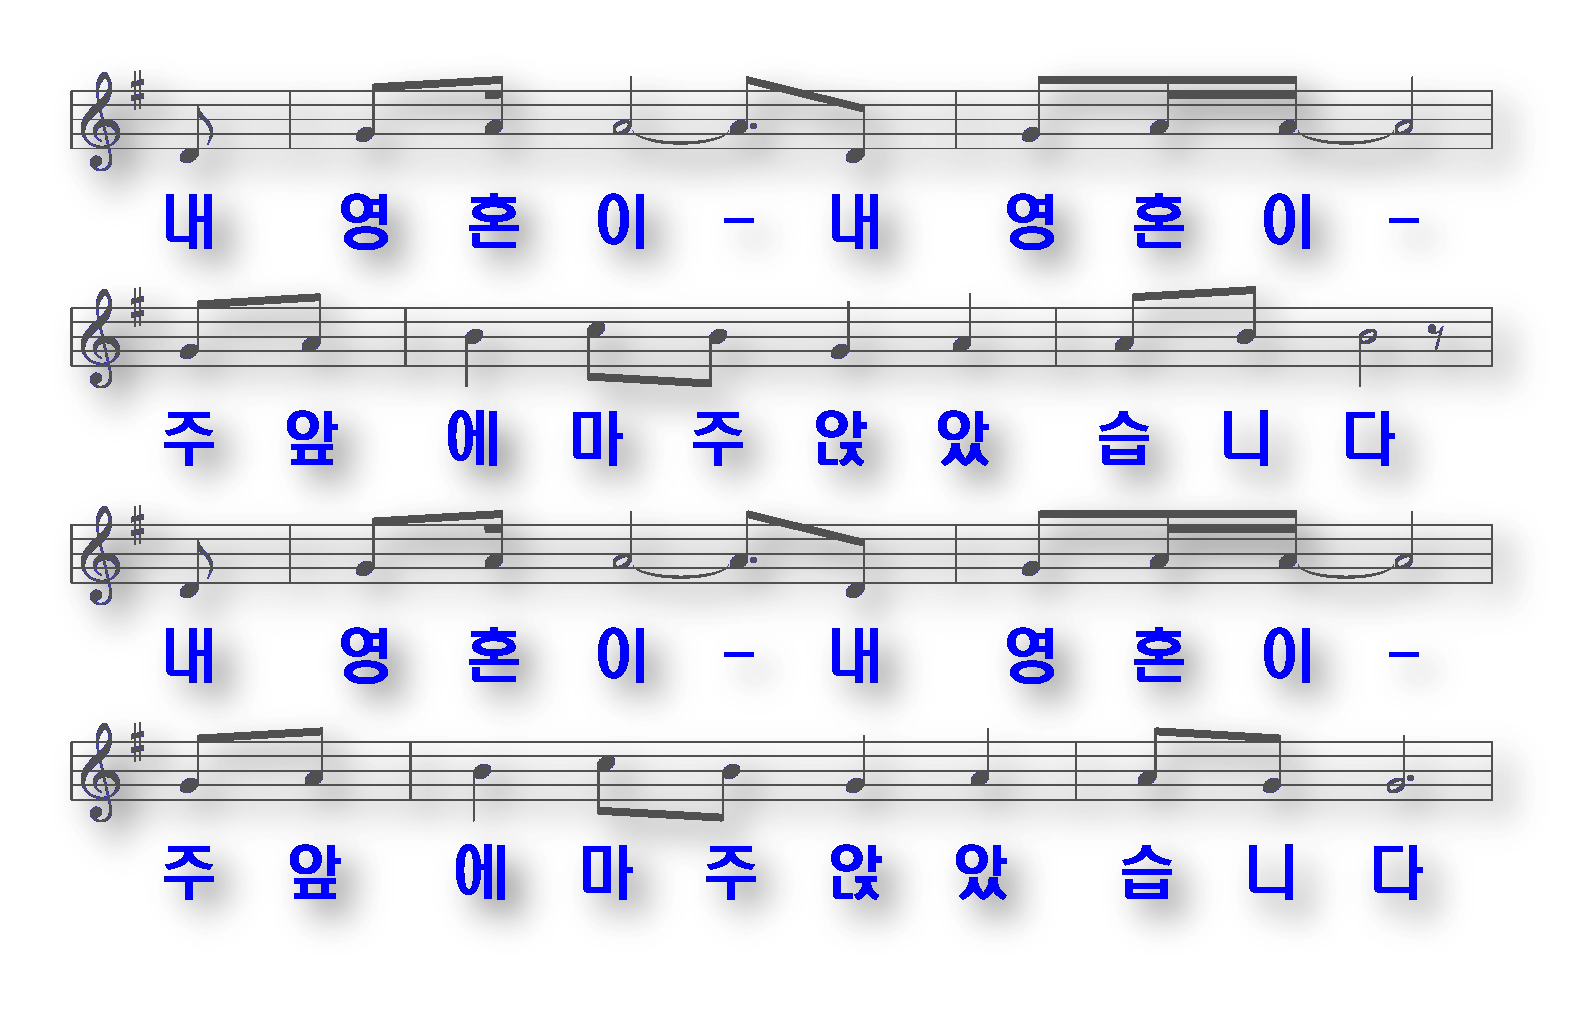 내 영 혼 이 - 내 영 혼 이 -
주 앞 에 마 주 앉 았 습 니 다
내 영 혼 이 - 내 영 혼 이 -
주 앞 에 마 주 앉 았 습 니 다